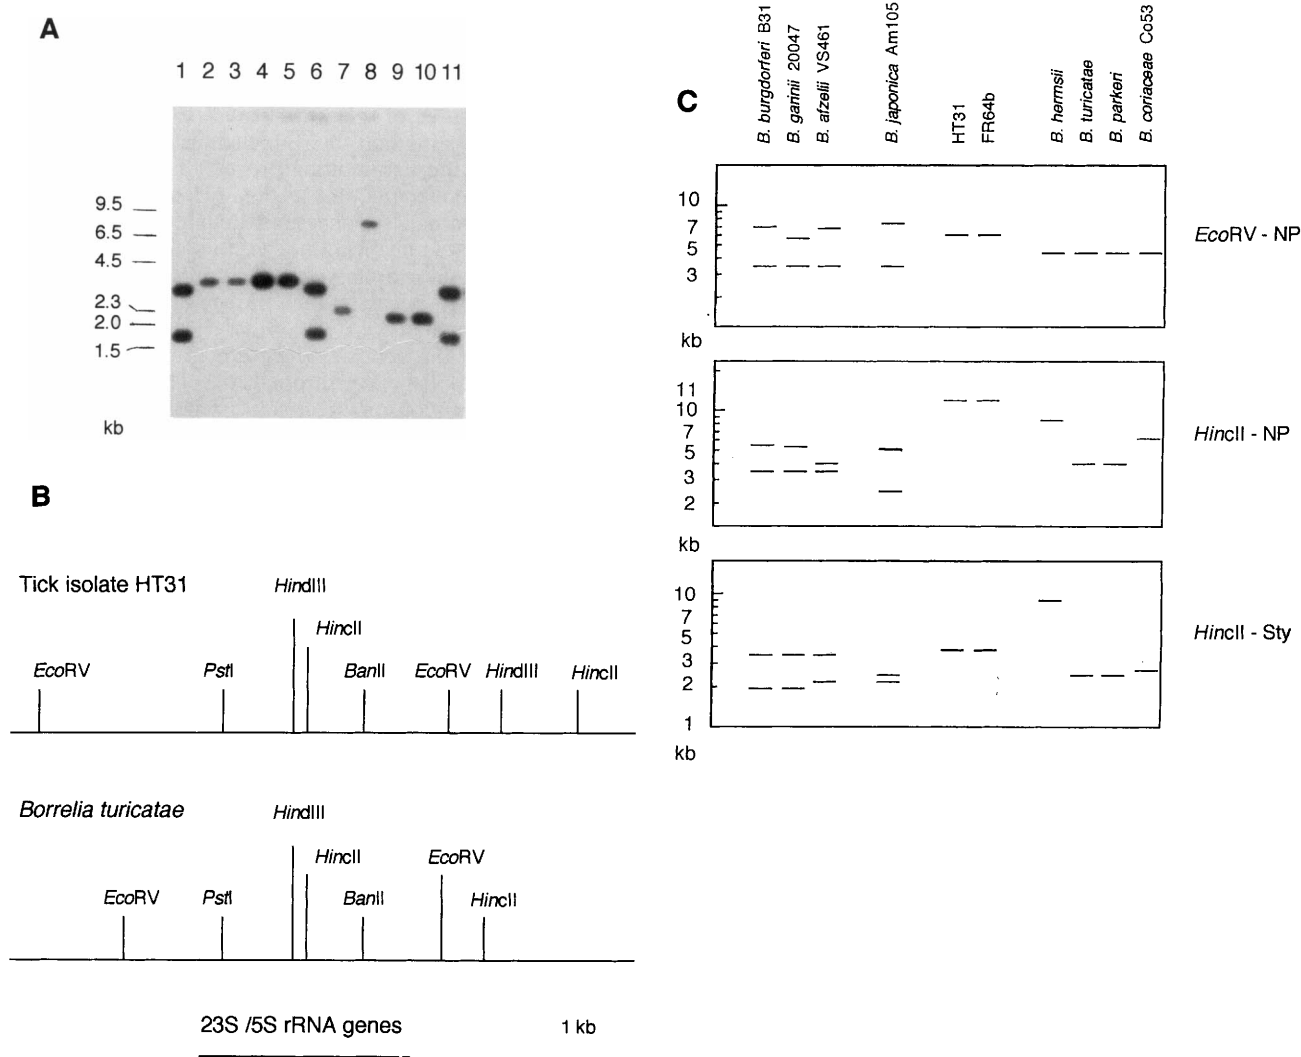 A
1 2 3 4 5 6 7 8 9 10 11
9.5
6.5
4.5
2.3
2.0
1.5
kb
B
Tick isolate HT31
HindIII
HincII
EcoRV PstI BanII EcoRV HindIII HincII
Borrelia turicatae
HindIII
HincII EcoRV
EcoRV PstI BanII HincII
23S /5S rRNA genes 1 kb
C
B. burgdorferi B31
B. garinii 20047
B. afzelii VS461
B. japonica Am105
HT31
FR64b
B. hermsii
B. turicatae
B. parkeri
B. coriaceae Co53
10
7
5
3
kb
EcoRV - NP
11
10
7
5
3
2
kb
HincII - NP
10
7
5
3
2
1
kb
HincII - Sty